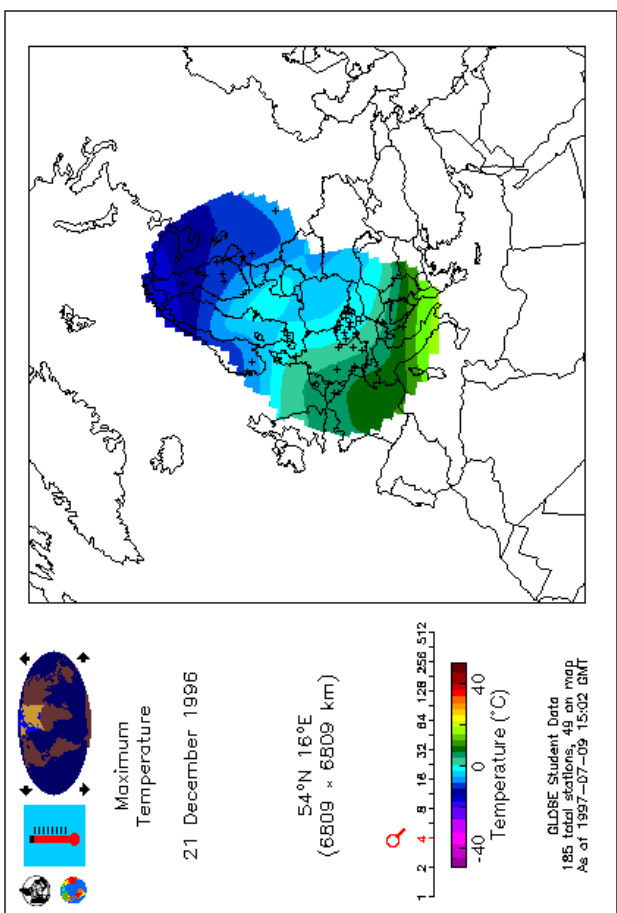 Maximum
Temperature
21 December 1996
54°N 16°E
(6809 × 6809 km)
1 2 4 8 16 32 64 128 256 512
-40 0 40
Temperature (°C)
GLOBE Student Data
185 total stations, 49 on map
As of 1997-07-09 15:02 GMT